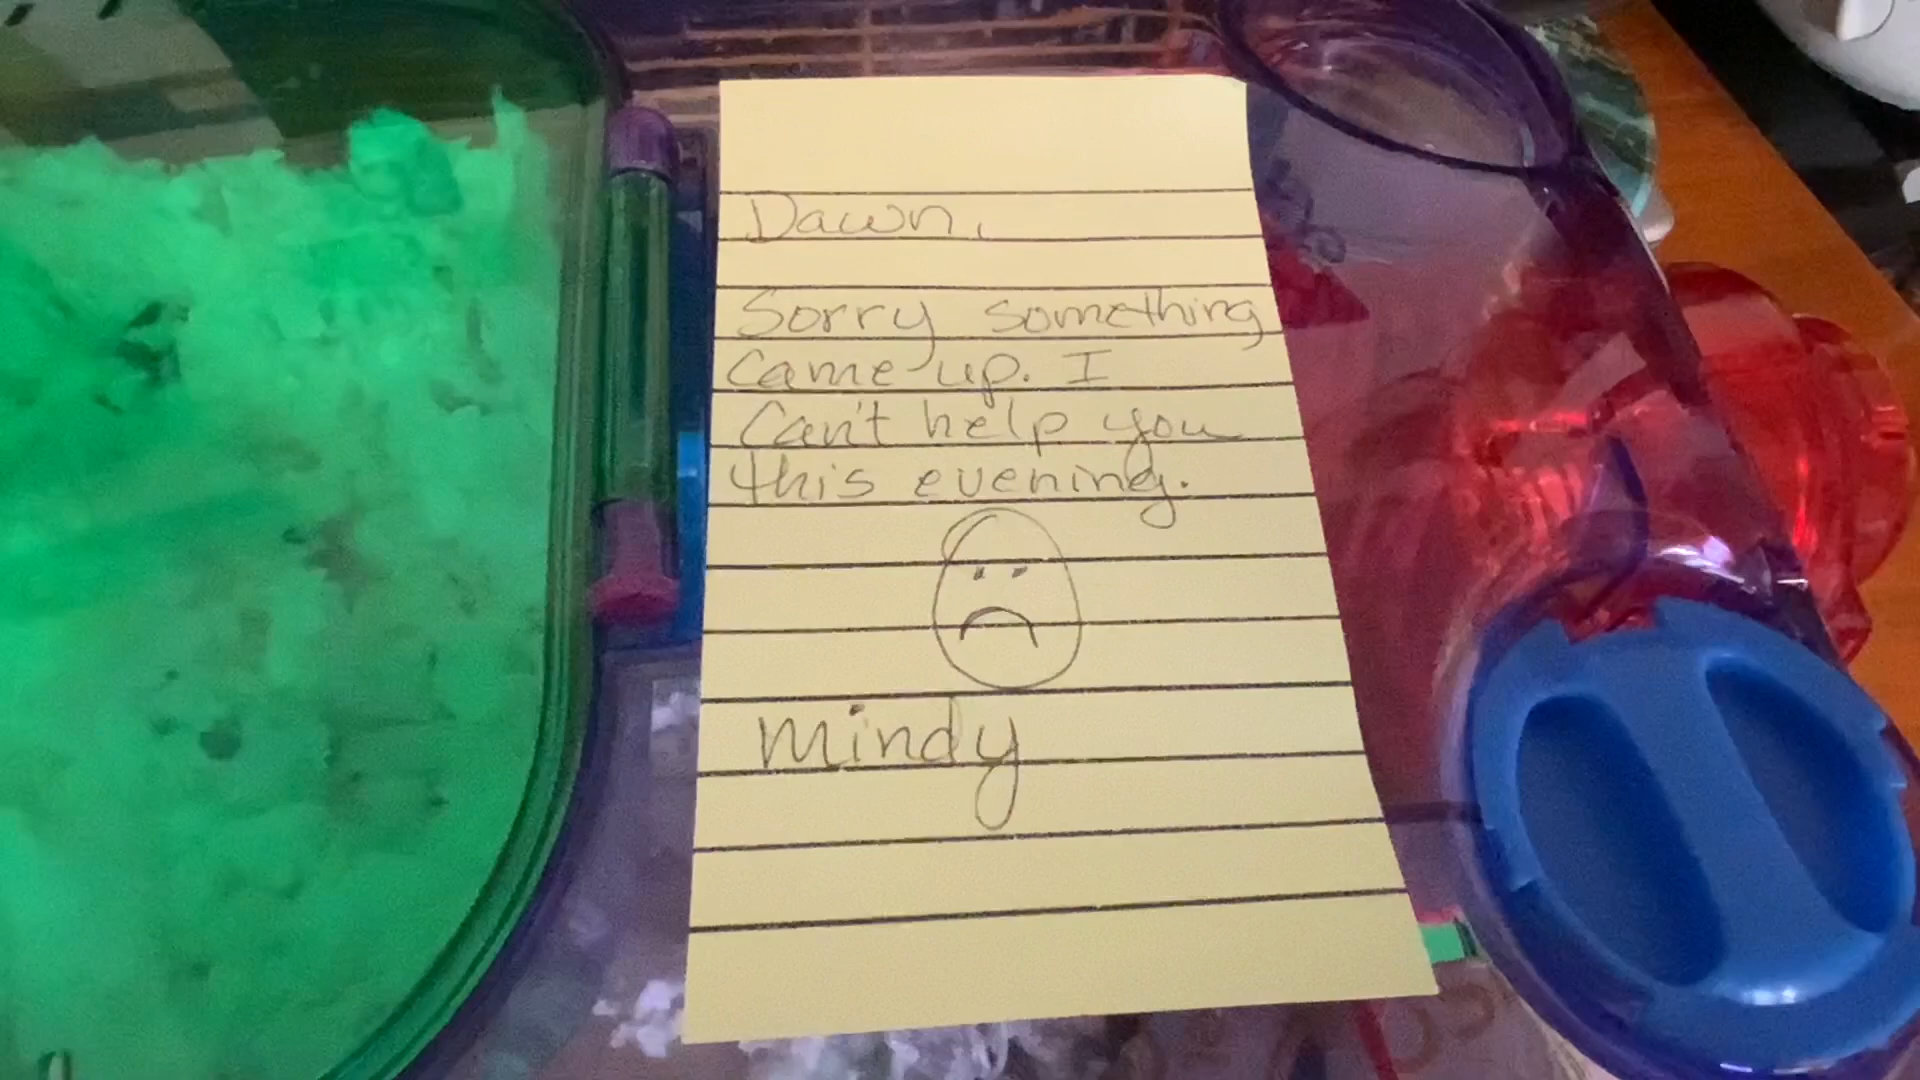 Dawn,
Sorry something
came up. I
can't help you
this evening.
Mindy